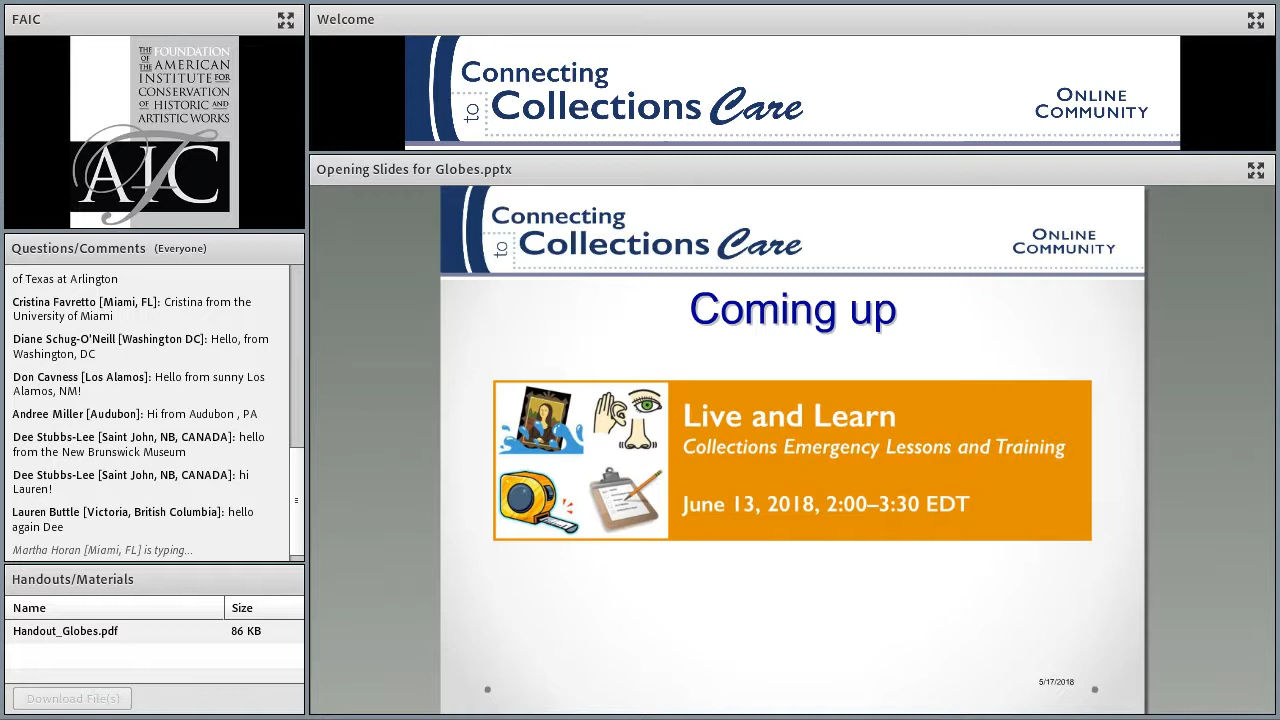 FAIC
THE FOUNDATION
OF THE AMERICAN
INSTITUTE FOR
CONSERVATION
OF HISTORIC AND
ARTISTIC WORKS
AIC
Questions/Comments (Everyone)
of Texas at Arlington
Cristina Favretto [Miami, FL]: Cristina from the
University of Miami
Diane Schug-O'Neill [Washington DC]: Hello, from
Washington, DC
Don Cavness [Los Alamos]: Hello from sunny Los
Alamos, NM!
Andree Miller [Audubon]: Hi from Audubon , PA
Dee Stubbs-Lee [Saint John, NB, CANADA]: hello
from the New Brunswick Museum
Dee Stubbs-Lee [Saint John, NB, CANADA]: hi
Lauren!
Lauren Buttle [Victoria, British Columbia]: hello
again Dee
Martha Horan [Miami, FL] is typing...
Handouts/Materials
Name Size
Handout_Globes.pdf 86 KB
Download File(s)
Welcome
Connecting
to Collections Care
ONLINE
COMMUNITY
Opening Slides for Globes.pptx
Connecting
to Collections Care
ONLINE
COMMUNITY
Coming up
Live and Learn
Collections Emergency Lessons and Training
June 13, 2018, 2:00–3:30 EDT
5/17/2018